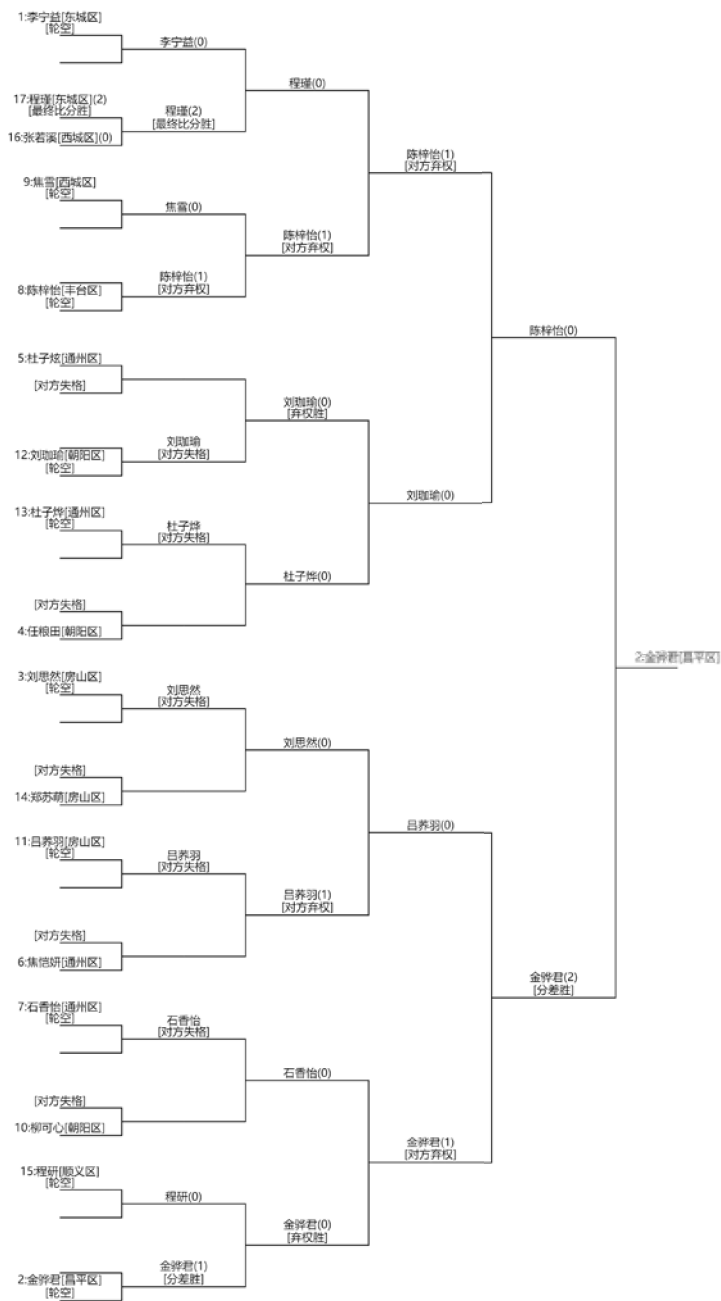 1:李宁益[东城区]
[轮空]
李宁益(0)
程瑾(0)
17:程瑾[东城区](2)
[最终比分胜]
程瑾(2)
[最终比分胜]
16:张若溪[西城区](0)
陈梓怡(1)
[对方弃权]
9:焦雪[西城区]
[轮空]
焦雪(0)
陈梓怡(1)
[对方弃权]
陈梓怡(1)
[对方弃权]
8:陈梓怡[丰台区]
[轮空]
陈梓怡(0)
5:杜子炫[通州区]
[对方失格]
刘珈瑜(0)
[弃权胜]
刘珈瑜
[对方失格]
12:刘珈瑜[朝阳区]
[轮空]
刘珈瑜(0)
13:杜子烨[通州区]
[轮空]
杜子烨
[对方失格]
杜子烨(0)
[对方失格]
4:任粮田[朝阳区]
2:金骅君[昌平区]
3:刘思然[房山区]
[轮空]
刘思然
[对方失格]
刘思然(0)
[对方失格]
14:郑苏萌[房山区]
吕荞羽(0)
11:吕荞羽[房山区]
[轮空]
吕荞羽
[对方失格]
吕荞羽(1)
[对方弃权]
[对方失格]
6:焦恺妍[通州区]
金骅君(2)
[分差胜]
7:石香怡[通州区]
[轮空]
石香怡
[对方失格]
石香怡(0)
[对方失格]
10:柳可心[朝阳区]
金骅君(1)
[对方弃权]
15:程研[顺义区]
[轮空]
程研(0)
金骅君(0)
[弃权胜]
金骅君(1)
[分差胜]
2:金骅君[昌平区]
[轮空]